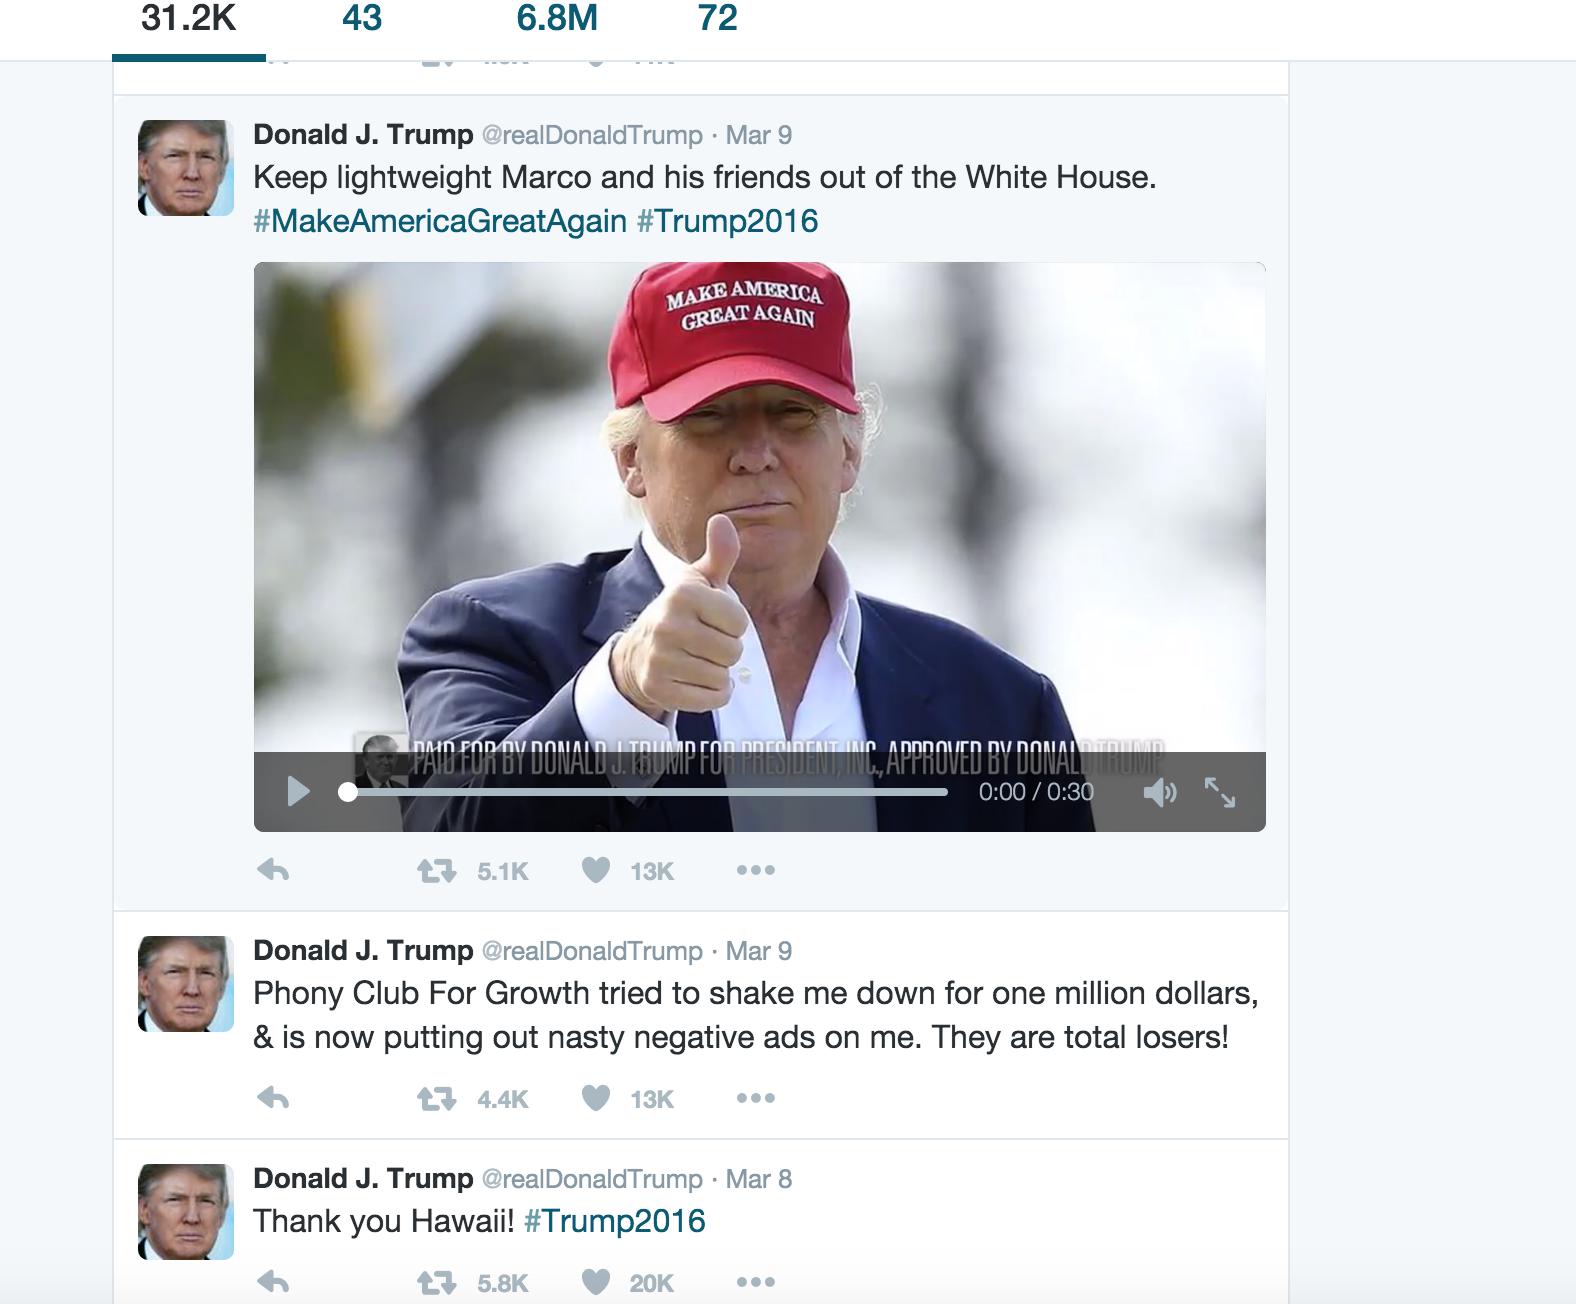 31.2K 43 6.8M 72
Donald J. Trump @realDonaldTrump · Mar 9
Keep lightweight Marco and his friends out of the White House.
#MakeAmericaGreatAgain #Trump2016
MAKE AMERICA
GREAT AGAIN
PAID FOR BY DONALD J. TRUMP FOR PRESIDENT, INC., APPROVED BY DONALD TRUMP
0:00 / 0:30
5.1K 13K
Donald J. Trump @realDonaldTrump · Mar 9
Phony Club For Growth tried to shake me down for one million dollars,
& is now putting out nasty negative ads on me. They are total losers!
4.4K 13K
Donald J. Trump @realDonaldTrump · Mar 8
Thank you Hawaii! #Trump2016
5.8K 20K